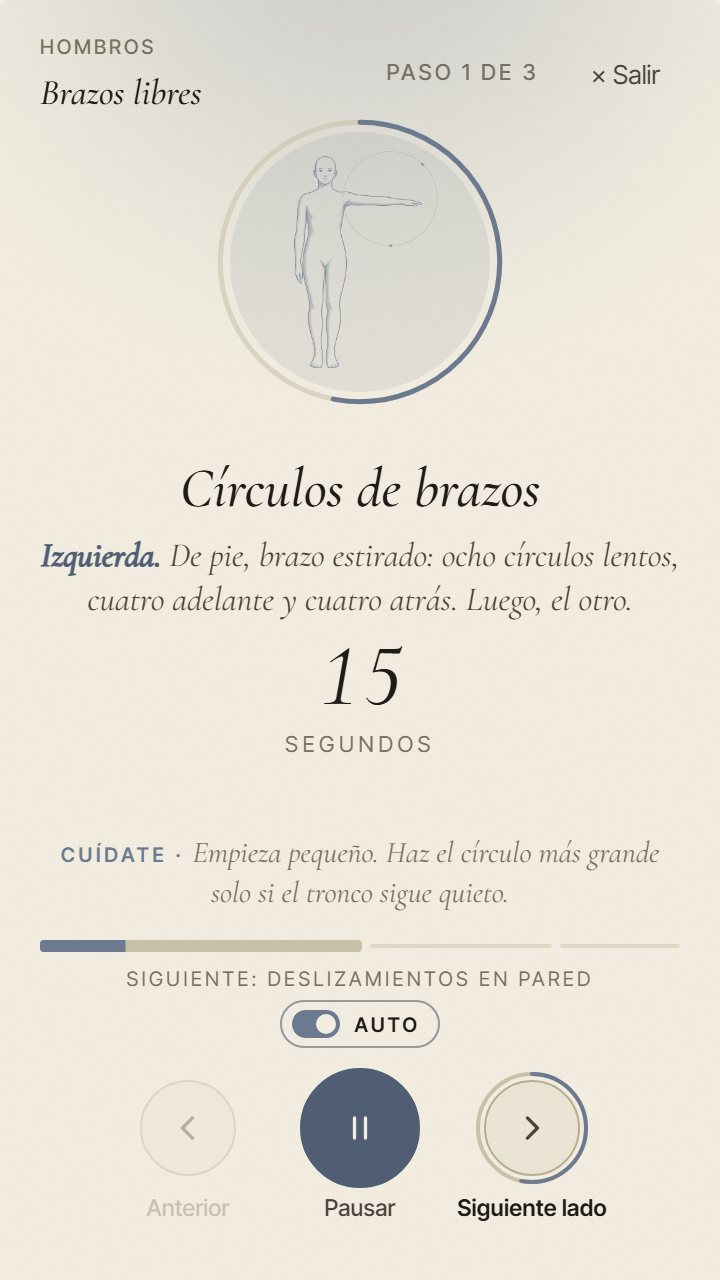 HOMBROS
Brazos libres
PASO 1 DE 3
× Salir
Círculos de brazos
Izquierda. De pie, brazo estirado: ocho círculos lentos,
cuatro adelante y cuatro atrás. Luego, el otro.
15
SEGUNDOS
CUÍDATE · Empieza pequeño. Haz el círculo más grande
solo si el tronco sigue quieto.
SIGUIENTE: DESLIZAMIENTOS EN PARED
AUTO
Anterior
Pausar
Siguiente lado